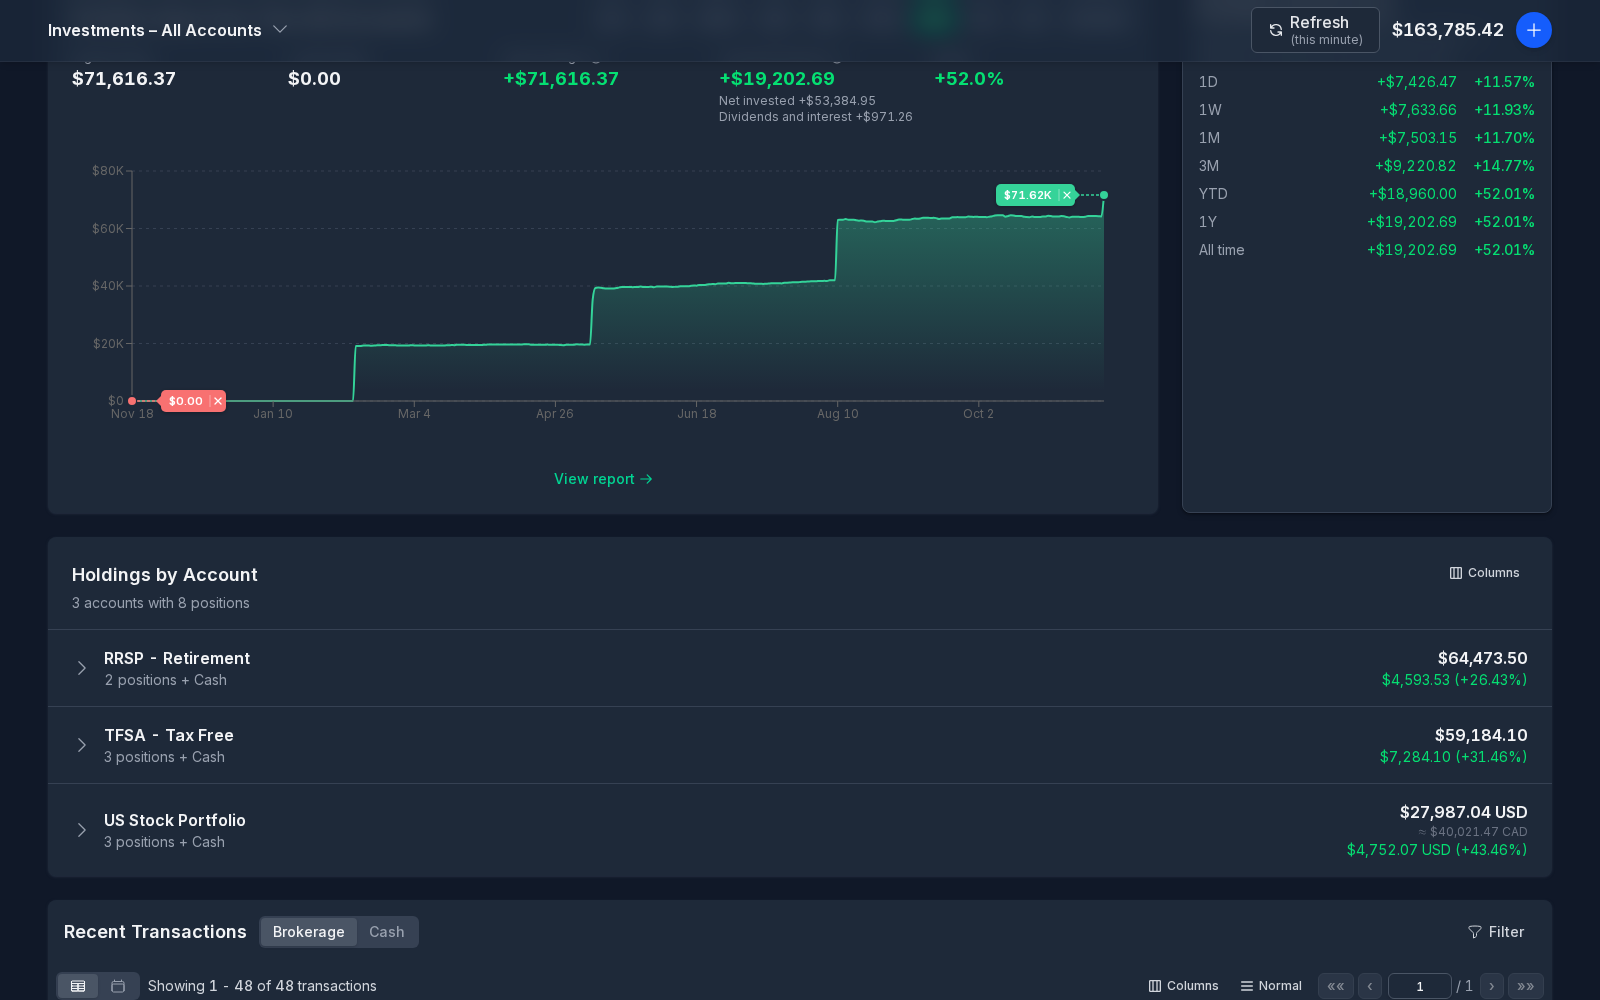 Investments – All Accounts
Refresh
(this minute)
$163,785.42
$71,616.37
$0.00
+$71,616.37
+$19,202.69
+52.0%
Net invested +$53,384.95
Dividends and interest +$971.26
1D +$7,426.47 +11.57%
1W +$7,633.66 +11.93%
1M +$7,503.15 +11.70%
3M +$9,220.82 +14.77%
YTD +$18,960.00 +52.01%
1Y +$19,202.69 +52.01%
All time +$19,202.69 +52.01%
$80K
$71.62K
$60K
$40K
$20K
$0
$0.00
Nov 18 Jan 10 Mar 4 Apr 26 Jun 18 Aug 10 Oct 2
View report →
Holdings by Account
Columns
3 accounts with 8 positions
RRSP - Retirement
2 positions + Cash
$64,473.50
$4,593.53 (+26.43%)
TFSA - Tax Free
3 positions + Cash
$59,184.10
$7,284.10 (+31.46%)
US Stock Portfolio
3 positions + Cash
$27,987.04 USD
≈ $40,021.47 CAD
$4,752.07 USD (+43.46%)
Recent Transactions
Brokerage Cash
Filter
Showing 1 - 48 of 48 transactions
Columns
Normal
«« ‹ 1 / 1 › »»